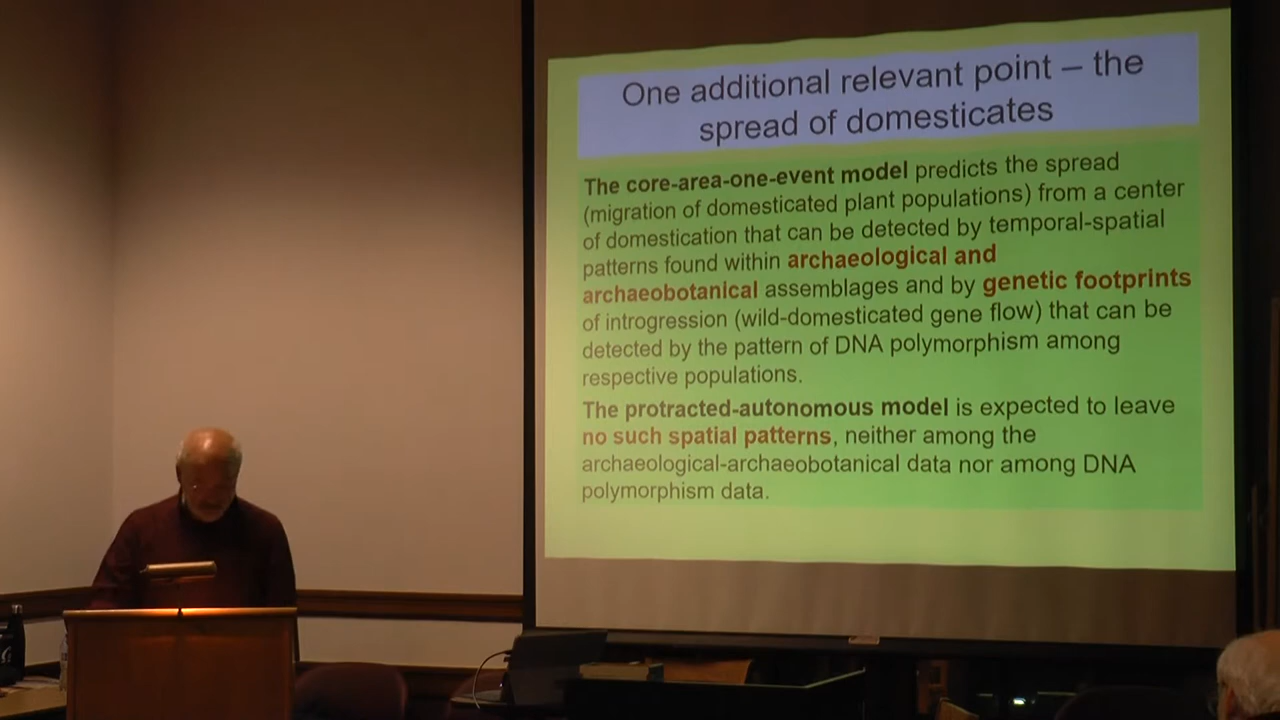 One additional relevant point – the
spread of domesticates
The core-area-one-event model predicts the spread
(migration of domesticated plant populations) from a center
of domestication that can be detected by temporal-spatial
patterns found within archaeological and
archaeobotanical assemblages and by genetic footprints
of introgression (wild-domesticated gene flow) that can be
detected by the pattern of DNA polymorphism among
respective populations.
The protracted-autonomous model is expected to leave
no such spatial patterns, neither among the
archaeological-archaeobotanical data nor among DNA
polymorphism data.